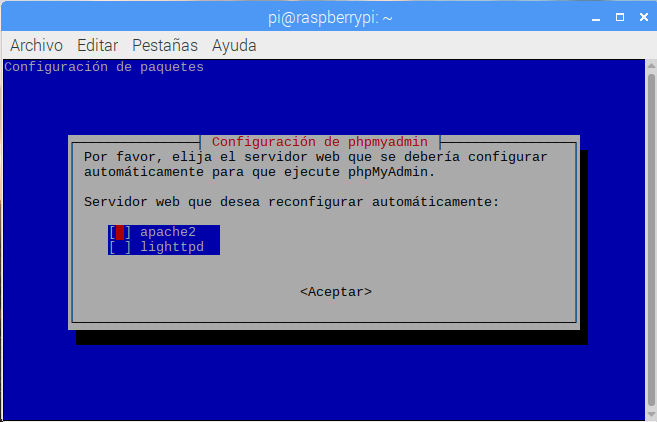 pi@raspberrypi: ~
Archivo Editar Pestañas Ayuda
Configuración de paquetes
Configuración de phpmyadmin
Por favor, elija el servidor web que se debería configurar
automáticamente para que ejecute phpMyAdmin.
Servidor web que desea reconfigurar automáticamente:
[ ] apache2
[ ] lighttpd
<Aceptar>